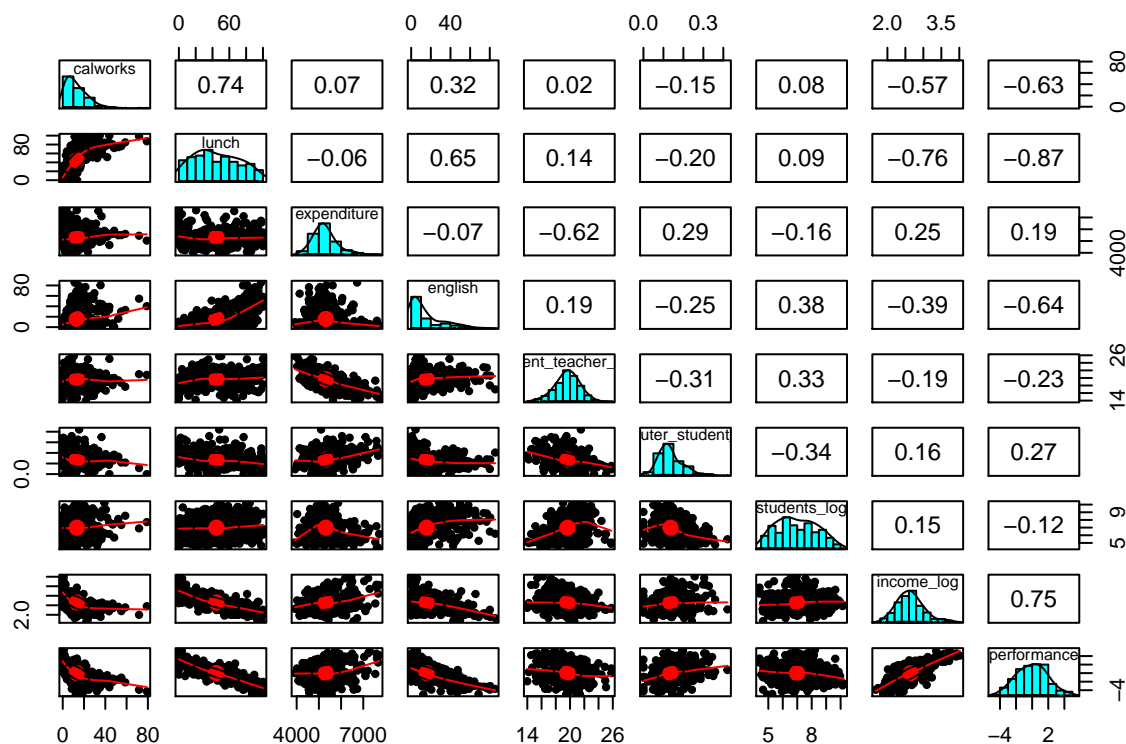 0 60 0 40 0.0 0.3 2.0 3.5
calworks 0.74 0.07 0.32 0.02 −0.15 0.08 −0.57 −0.63 0 80
0 80 lunch −0.06 0.65 0.14 −0.20 0.09 −0.76 −0.87
expenditure −0.07 −0.62 0.29 −0.16 0.25 0.19 4000
0 80 english 0.19 −0.25 0.38 −0.39 −0.64
ent_teacher_ −0.31 0.33 −0.19 −0.23 14 26
0.0 uter_student −0.34 0.16 0.27
students_log 0.15 −0.12 5 9
2.0 income_log 0.75
performance −4
0 40 80 4000 7000 14 20 26 5 8 −4 2